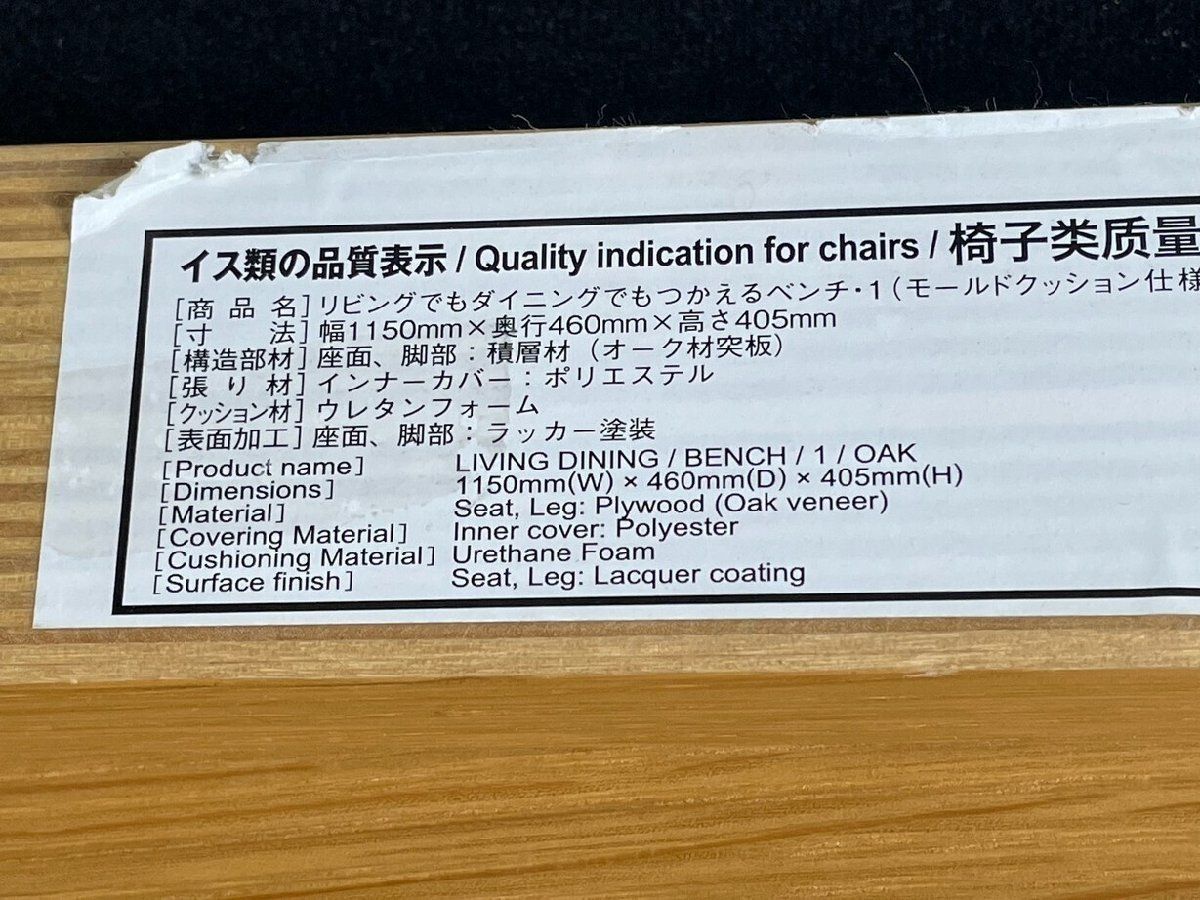 イス類の品質表示 / Quality indication for chairs / 椅子类质量
[商品名] リビングでもダイニングでもつかえるベンチ・1(モールドクッション仕様
[寸法] 幅1150mm×奥行460mm×高さ405mm
[構造部材] 座面、脚部:積層材(オーク材突板)
[張り材] インナーカバー:ポリエステル
[クッション材] ウレタンフォーム
[表面加工] 座面、脚部:ラッカー塗装
[Product name] LIVING DINING / BENCH / 1 / OAK
[Dimensions] 1150mm(W) × 460mm(D) × 405mm(H)
[Material] Seat, Leg: Plywood (Oak veneer)
[Covering Material] Inner cover: Polyester
[Cushioning Material] Urethane Foam
[Surface finish] Seat, Leg: Lacquer coating